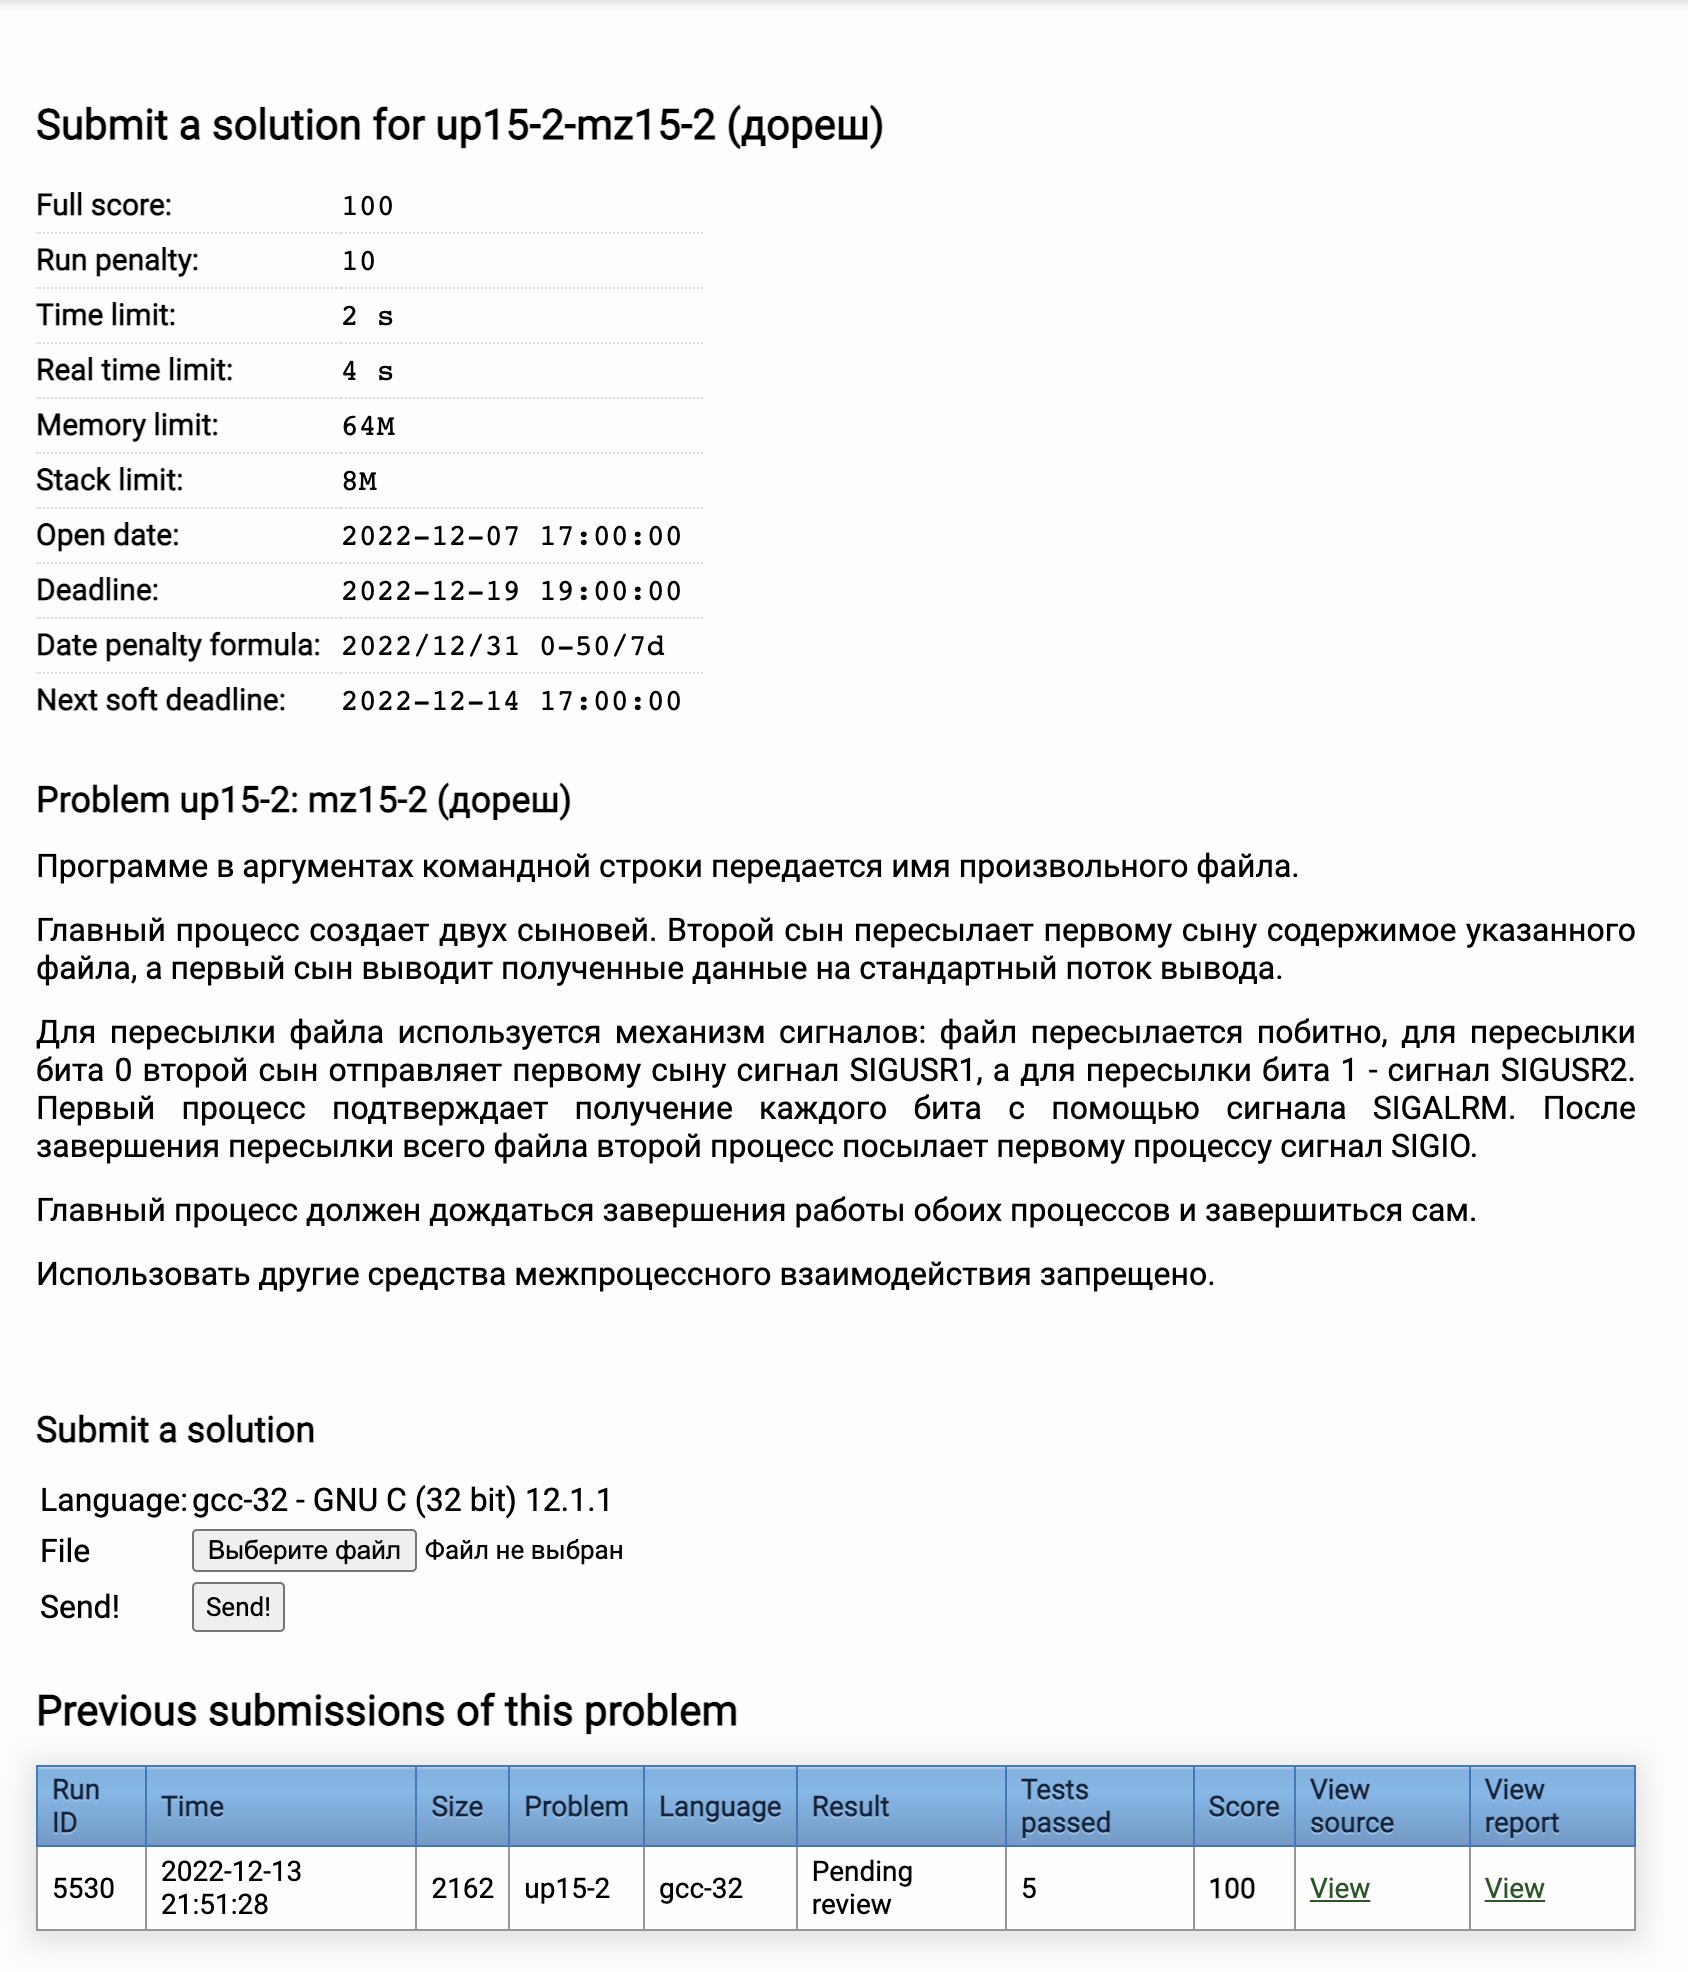 Submit a solution for up15-2-mz15-2 (дореш)
Full score: 100
Run penalty: 10
Time limit: 2 s
Real time limit: 4 s
Memory limit: 64M
Stack limit: 8M
Open date: 2022-12-07 17:00:00
Deadline: 2022-12-19 19:00:00
Date penalty formula: 2022/12/31 0-50/7d
Next soft deadline: 2022-12-14 17:00:00
Problem up15-2: mz15-2 (дореш)
Программе в аргументах командной строки передается имя произвольного файла.
Главный процесс создает двух сыновей. Второй сын пересылает первому сыну содержимое указанного
файла, а первый сын выводит полученные данные на стандартный поток вывода.
Для пересылки файла используется механизм сигналов: файл пересылается побитно, для пересылки
бита 0 второй сын отправляет первому сыну сигнал SIGUSR1, а для пересылки бита 1 - сигнал SIGUSR2.
Первый процесс подтверждает получение каждого бита с помощью сигнала SIGALRM. После
завершения пересылки всего файла второй процесс посылает первому процессу сигнал SIGIO.
Главный процесс должен дождаться завершения работы обоих процессов и завершиться сам.
Использовать другие средства межпроцессного взаимодействия запрещено.
Submit a solution
Language: gcc-32 - GNU C (32 bit) 12.1.1
File Выберите файл Файл не выбран
Send! Send!
Previous submissions of this problem
Run ID Time Size Problem Language Result Tests passed Score View source View report
5530 2022-12-13 21:51:28 2162 up15-2 gcc-32 Pending review 5 100 View View